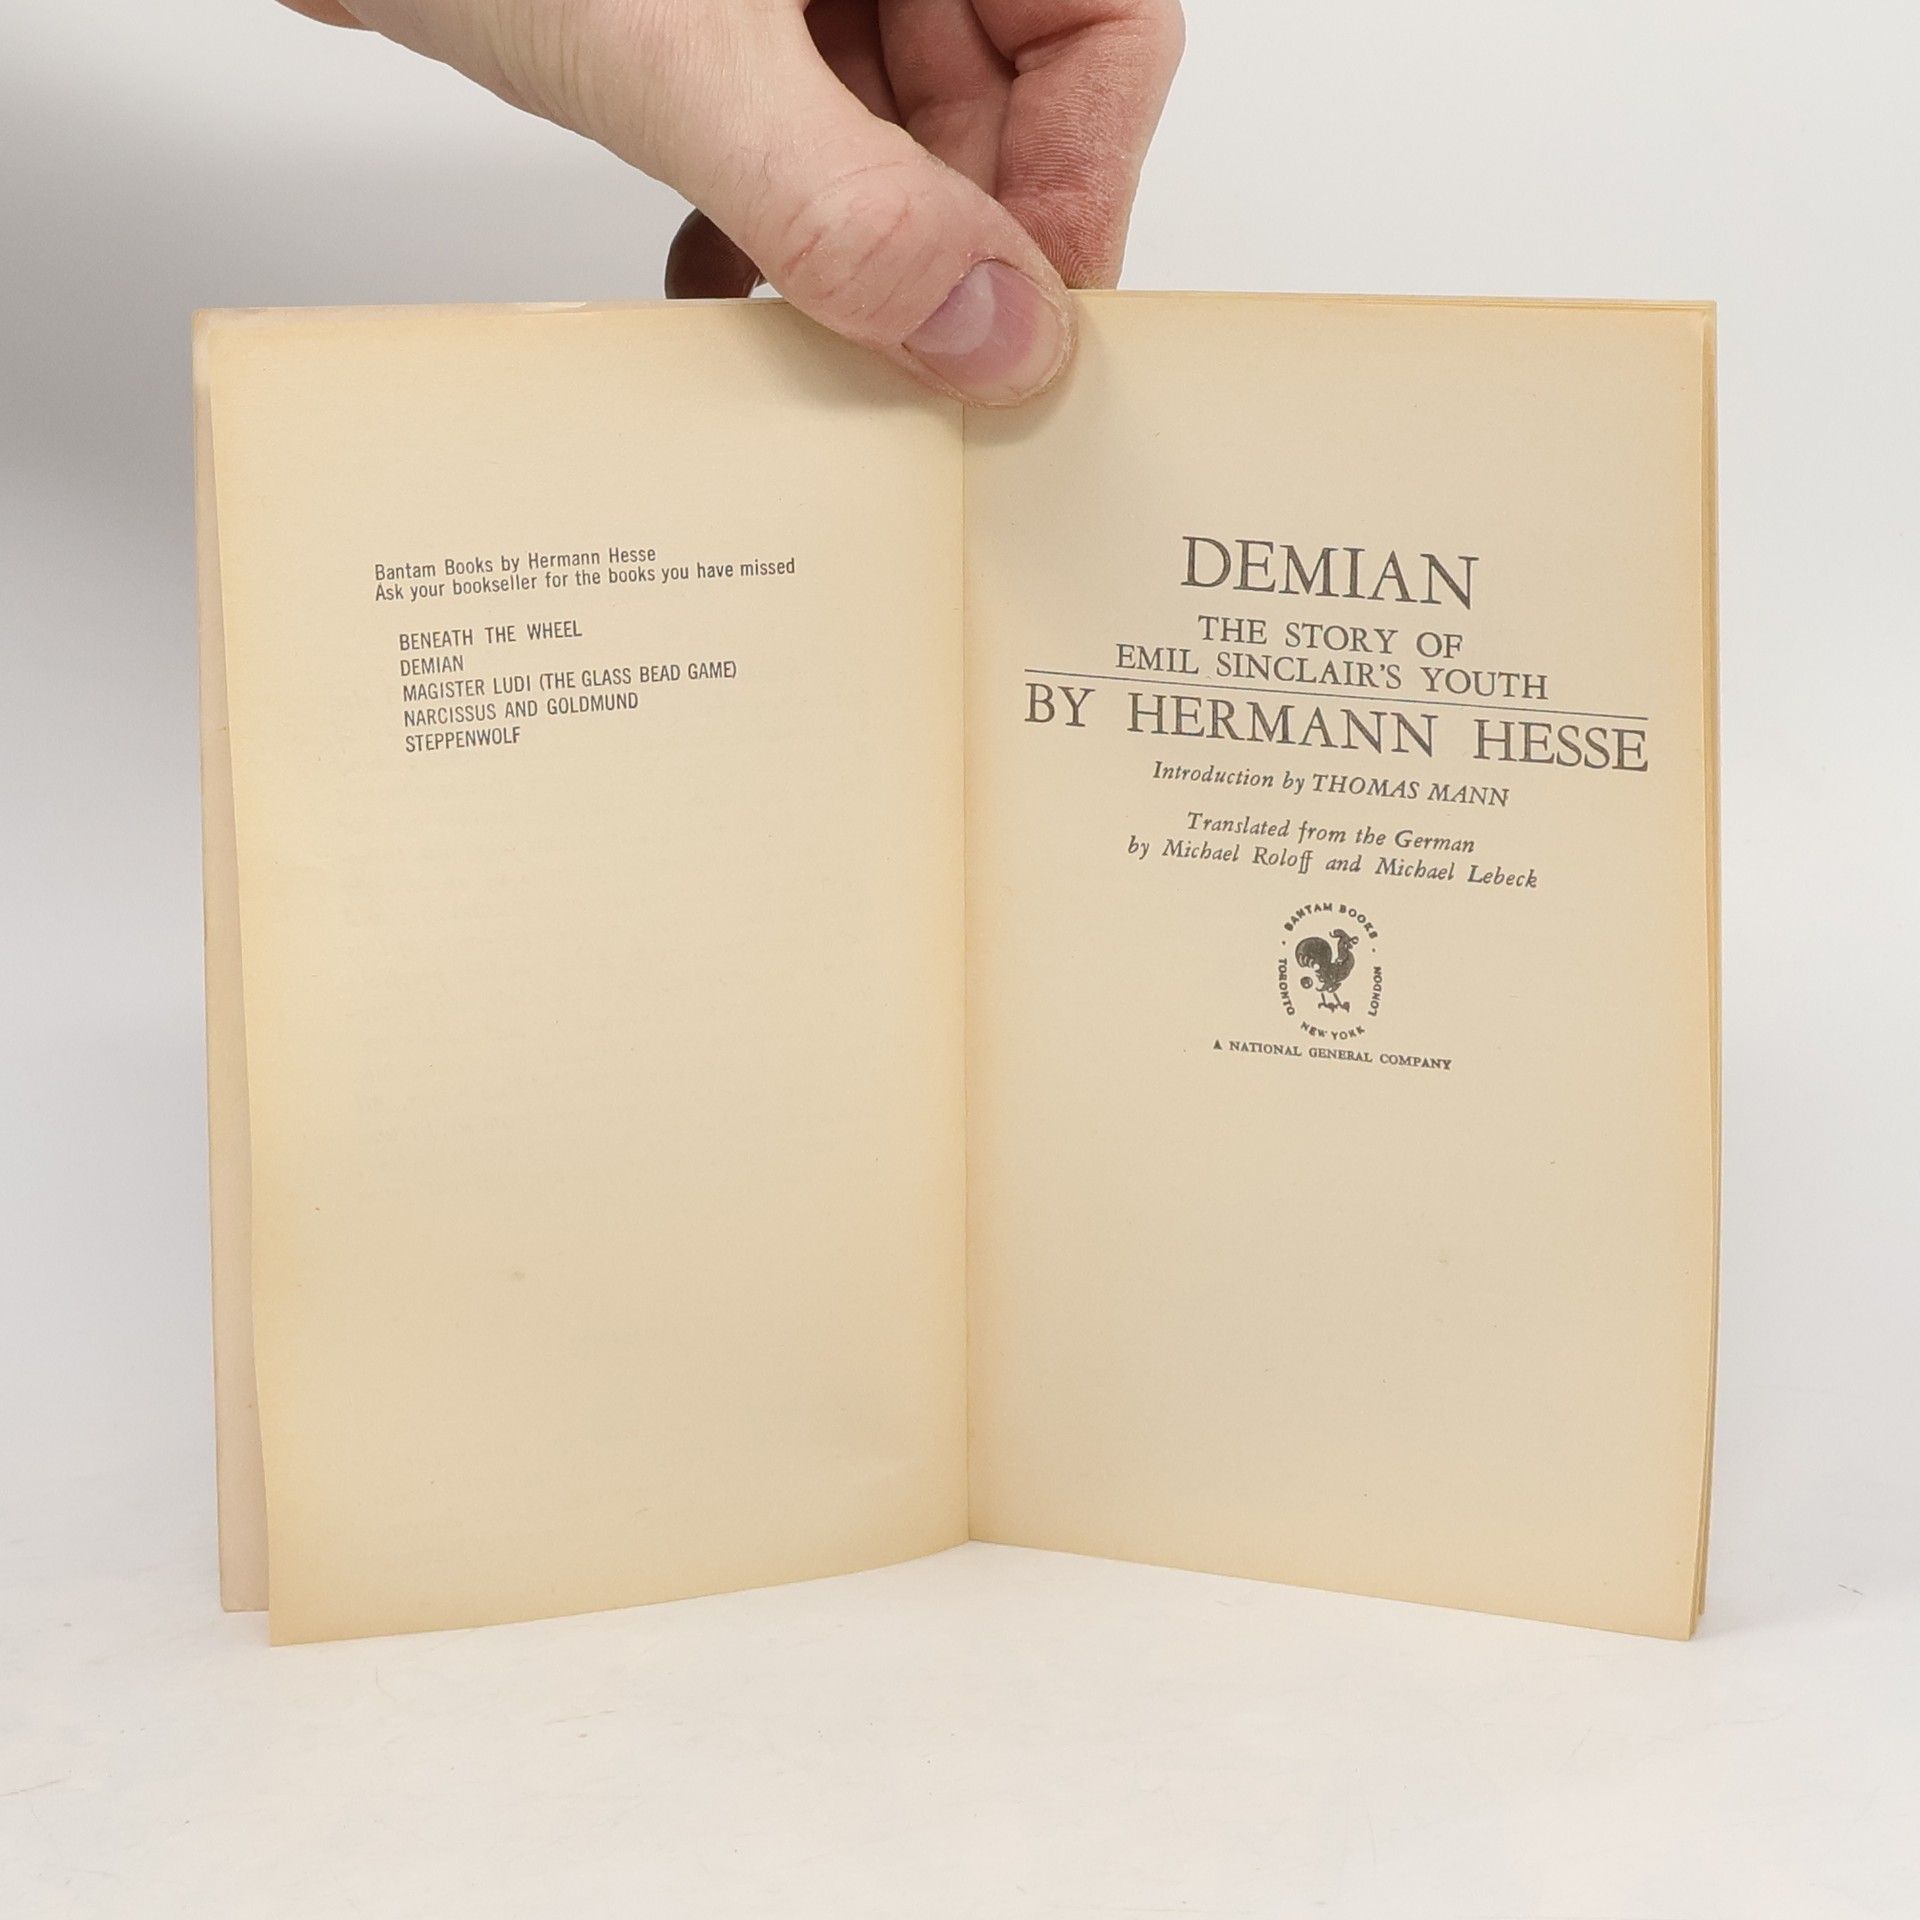 Bantam Books by Hermann Hesse
Ask your bookseller for the books you have missed
BENEATH THE WHEEL
DEMIAN
MAGISTER LUDI (THE GLASS BEAD GAME)
NARCISSUS AND GOLDMUND
STEPPENWOLF
DEMIAN
THE STORY OF
EMIL SINCLAIR'S YOUTH
BY HERMANN HESSE
Introduction by THOMAS MANN
Translated from the German
by Michael Roloff and Michael Lebeck
BANTAM BOOKS
TORONTO · NEW YORK · LONDON
A NATIONAL GENERAL COMPANY